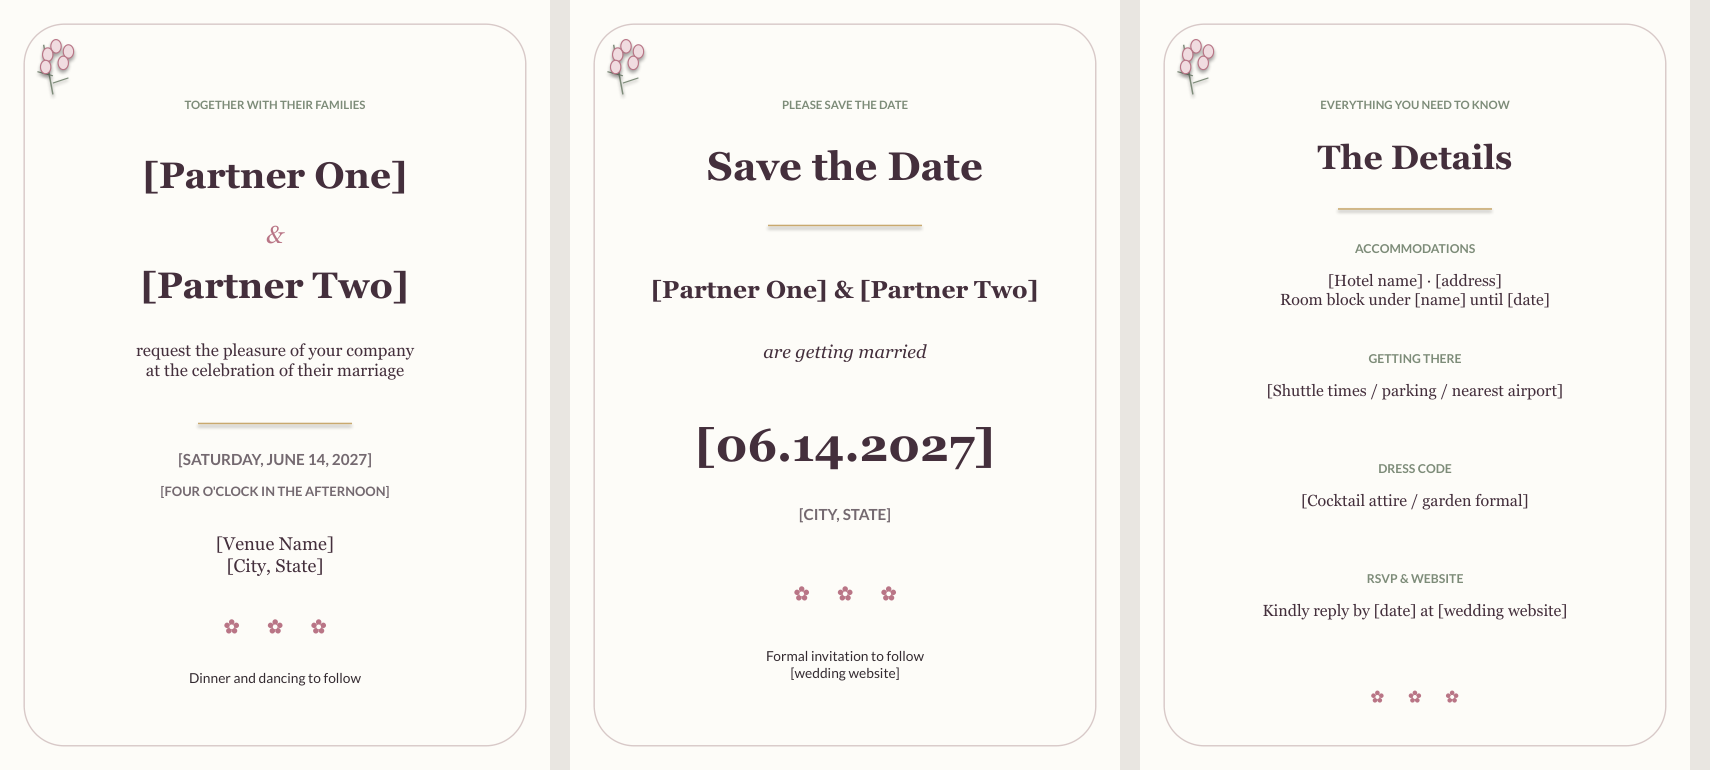 TOGETHER WITH THEIR FAMILIES
[Partner One]
&
[Partner Two]
request the pleasure of your company
at the celebration of their marriage
[SATURDAY, JUNE 14, 2027]
[FOUR O'CLOCK IN THE AFTERNOON]
[Venue Name]
[City, State]
Dinner and dancing to follow
PLEASE SAVE THE DATE
Save the Date
[Partner One] & [Partner Two]
are getting married
[06.14.2027]
[CITY, STATE]
Formal invitation to follow
[wedding website]
EVERYTHING YOU NEED TO KNOW
The Details
ACCOMMODATIONS
[Hotel name] · [address]
Room block under [name] until [date]
GETTING THERE
[Shuttle times / parking / nearest airport]
DRESS CODE
[Cocktail attire / garden formal]
RSVP & WEBSITE
Kindly reply by [date] at [wedding website]